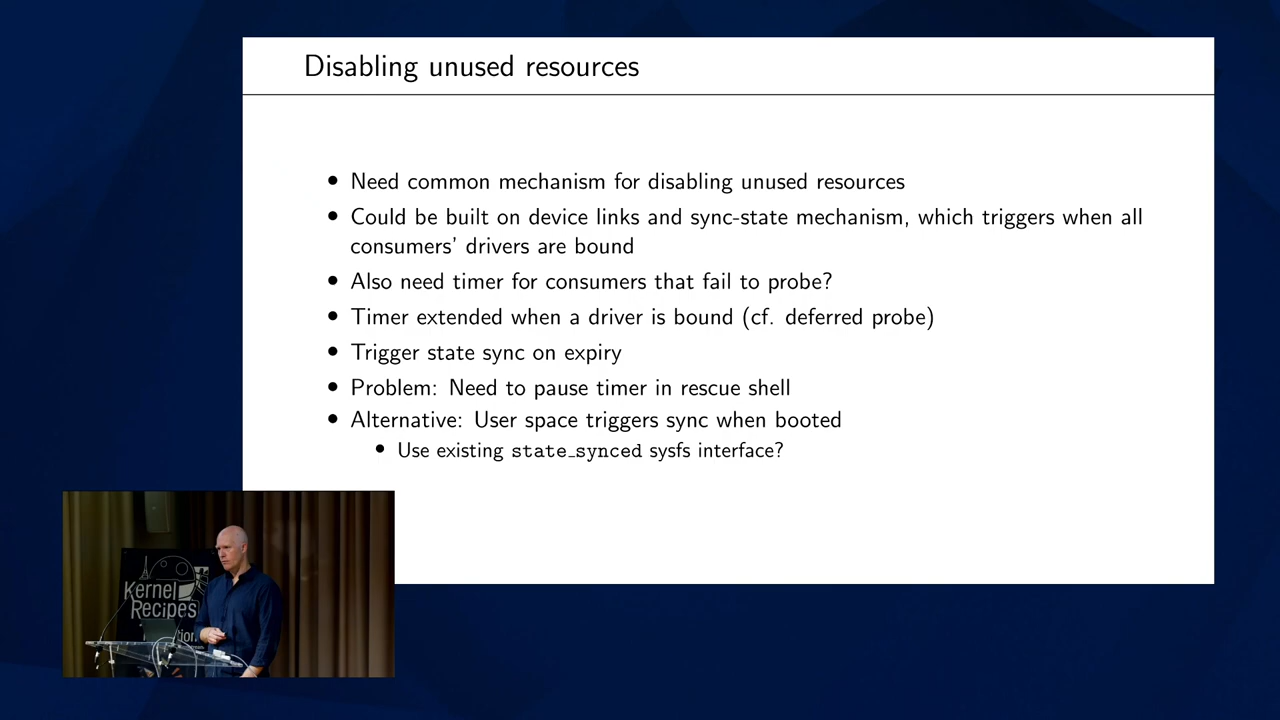 Disabling unused resources
• Need common mechanism for disabling unused resources
• Could be built on device links and sync-state mechanism, which triggers when all
consumers' drivers are bound
• Also need timer for consumers that fail to probe?
• Timer extended when a driver is bound (cf. deferred probe)
• Trigger state sync on expiry
• Problem: Need to pause timer in rescue shell
• Alternative: User space triggers sync when booted
• Use existing state_synced sysfs interface?
Kernel
Recipes